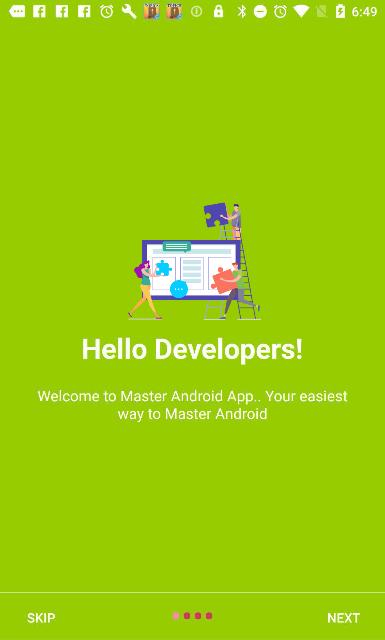 6:49
Hello Developers!
Welcome to Master Android App.. Your easiest
way to Master Android
SKIP
NEXT